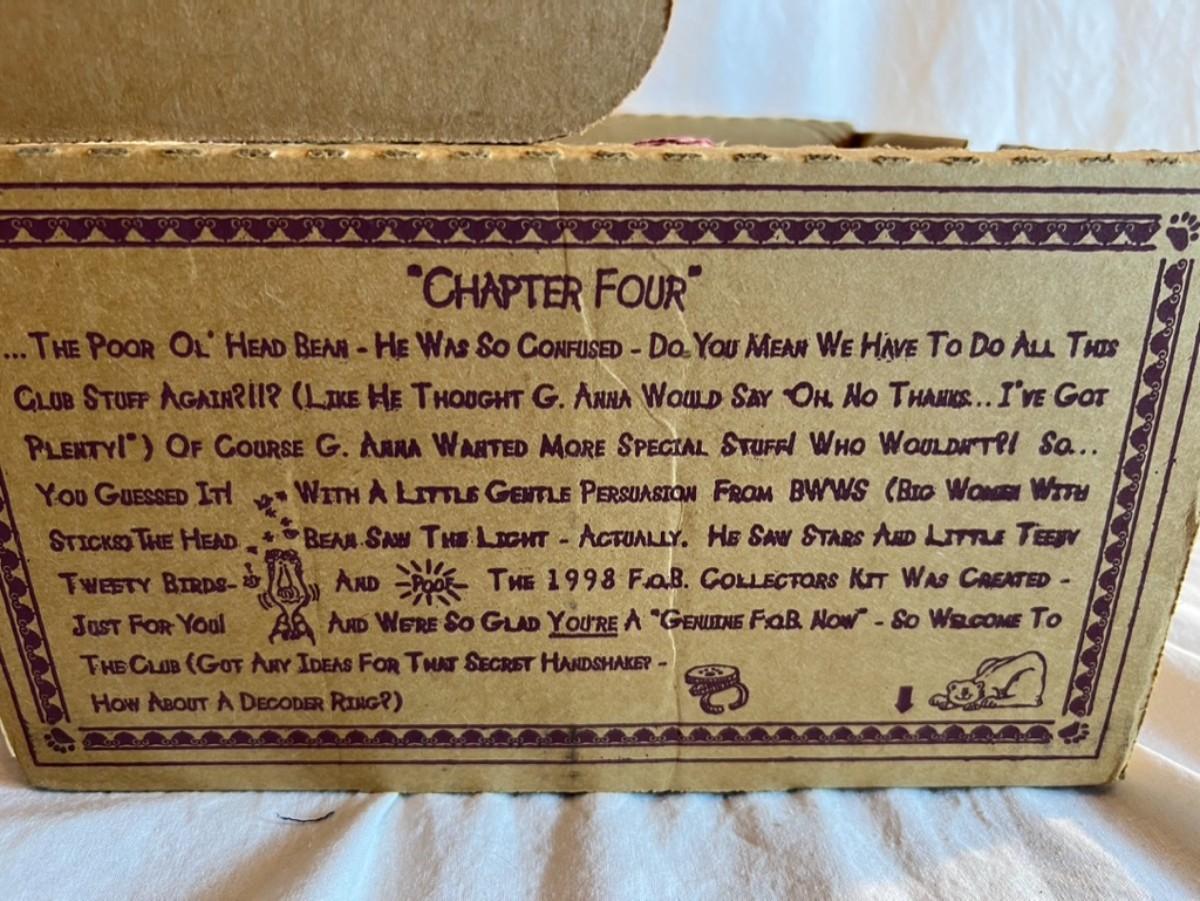 "Chapter Four"
...The Poor Ol' Head Bean - He Was So Confused - Do You Mean We Have To Do All This
Club Stuff Again?!!? (Like He Thought G. Anna Would Say "Oh, No Thanks... I've Got
Plenty!") Of Course G. Anna Wanted More Special Stuff! Who Wouldn't?! So...
You Guessed It! With A Little Gentle Persuasion From BWWS (Big Women With
Sticks) The Head Bean Saw The Light - Actually, He Saw Stars And Little Teeny
Tweety Birds- And Poof The 1998 F.o.B. Collectors Kit Was Created -
Just For You! And We're So Glad You're A "Genuine F.o.B. Now" - So Welcome To
The Club (Got Any Ideas For That Secret Handshake? -
How About A Decoder Ring?)